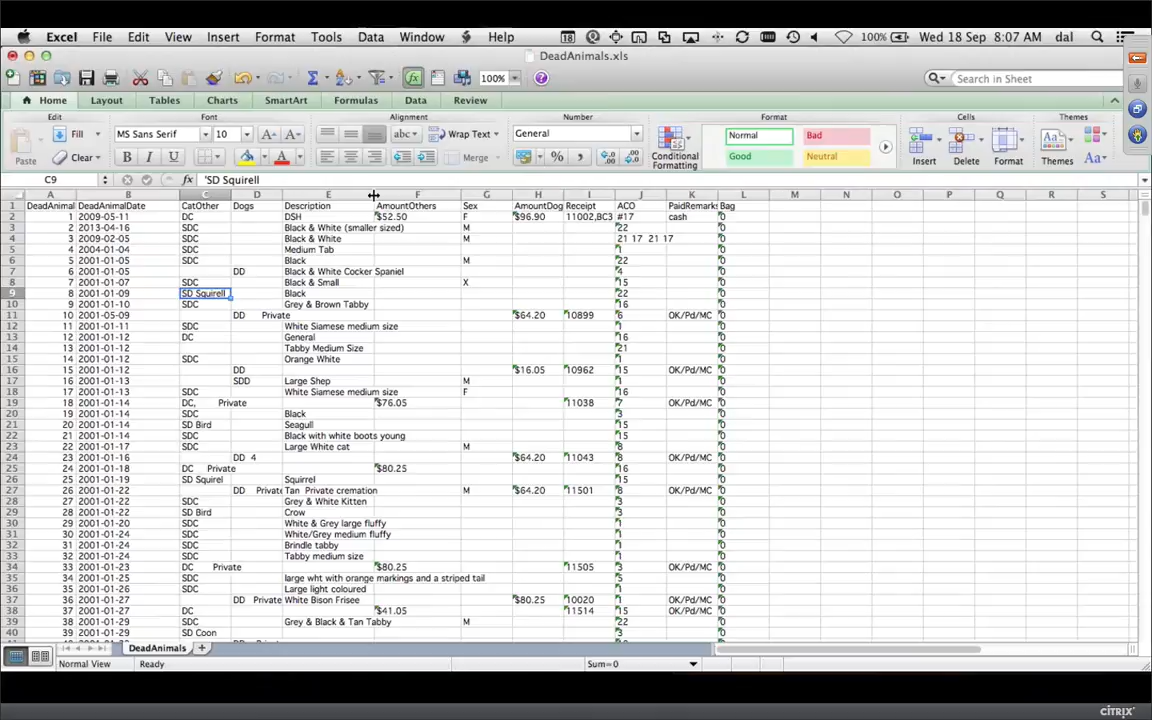 Excel File Edit View Insert Format Tools Data Window Help 18 100% Wed 18 Sep 8:07 AM dal
DeadAnimals.xls
100% Search in Sheet
Home Layout Tables Charts SmartArt Formulas Data Review
Edit Font Alignment Number Format Cells Themes
Paste Fill MS Sans Serif 10 A A abc Wrap Text General Conditional Formatting Normal Bad Insert Delete Format Themes Aa
Clear B I U A Merge % , Good Neutral
C9 fx 'SD Squirell
A B C D E F G H I J K L M N O P Q R S
1 DeadAnimal DeadAnimalDate CatOther Dogs Description AmountOthers Sex AmountDog Receipt ACO PaidRemarks Bag
2 1 2009-05-11 DC DSH $52.50 F $96.90 11002,BC3 #17 cash 0
3 2 2013-04-16 SDC Black & White (smaller sized) M 22 0
4 3 2009-02-05 SDC Black & White M 21 17 21 17 0
5 4 2004-01-04 SDC Medium Tab 1 0
6 5 2001-01-05 SDC Black M 22 0
7 6 2001-01-05 DD Black & White Cocker Spaniel 4 0
8 7 2001-01-07 SDC Black & Small X 15 0
9 8 2001-01-09 SD Squirell Black 22 0
10 9 2001-01-10 SDC Grey & Brown Tabby 16 0
11 10 2001-05-09 DD Private $64.20 10899 6 OK/Pd/MC 0
12 11 2001-01-11 SDC White Siamese medium size 1 0
13 12 2001-01-12 DC General 16 0
14 13 2001-01-12 Tabby Medium Size 21 0
15 14 2001-01-12 SDC Orange White 1 0
16 15 2001-01-12 DD $16.05 10962 15 OK/Pd/MC 0
17 16 2001-01-13 SDD Large Shep M 1 0
18 17 2001-01-13 SDC White Siamese medium size F 16 0
19 18 2001-01-14 DC, Private $76.05 11038 7 OK/Pd/MC 0
20 19 2001-01-14 SDC Black 3 0
21 20 2001-01-14 SD Bird Seagull 15 0
22 21 2001-01-14 SDC Black with white boots young 15 0
23 22 2001-01-17 SDC Large White cat M 8 0
24 23 2001-01-16 DD 4 $64.20 11043 8 OK/Pd/MC 0
25 24 2001-01-18 DC Private $80.25 16 0
26 25 2001-01-19 SD Squirel Squirrel 15 0
27 26 2001-01-22 DD Private Tan Private cremation M $64.20 11501 8 OK/Pd/MC 0
28 27 2001-01-22 SDC Grey & White Kitten 3 0
29 28 2001-01-22 SD Bird Crow 3 0
30 29 2001-01-20 SDC White & Grey large fluffy 1 0
31 30 2001-01-24 SDC White/Grey medium fluffy 1 0
32 31 2001-01-24 SDC Brindle tabby 1 0
33 32 2001-01-24 SDC Tabby medium size 1 0
34 33 2001-01-23 DC Private $80.25 11505 3 OK/Pd/MC 0
35 34 2001-01-25 SDC large wht with orange markings and a striped tail 5 0
36 35 2001-01-26 SDC Large light coloured 1 0
37 36 2001-01-27 DD Private White Bison Frisee $80.25 10020 1 OK/Pd/MC 0
38 37 2001-01-27 DC $41.05 11514 15 OK/Pd/MC 0
39 38 2001-01-29 SDC Grey & Black & Tan Tabby M 22 0
40 39 2001-01-29 SD Coon 3 0
DeadAnimals
Normal View Ready Sum=0
CITRIX